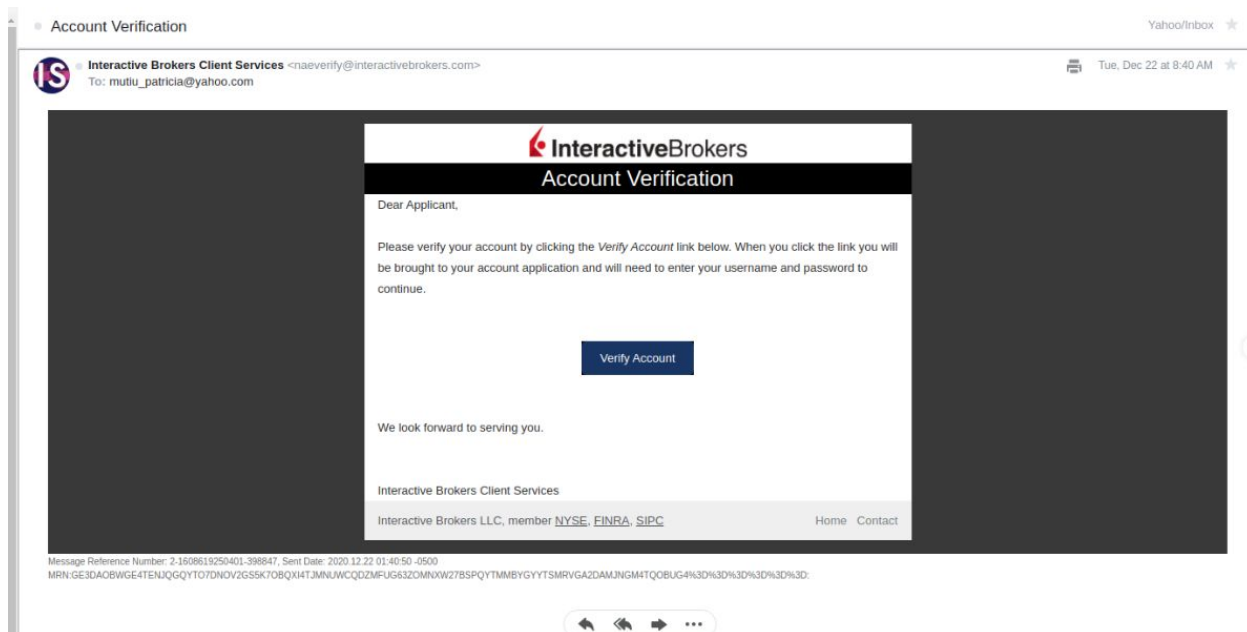 Account Verification
Yahoo/Inbox
IS
Interactive Brokers Client Services <naeverify@interactivebrokers.com>
Tue, Dec 22 at 8:40 AM
To: mutiu_patricia@yahoo.com
InteractiveBrokers
Account Verification
Dear Applicant,
Please verify your account by clicking the Verify Account link below. When you click the link you will
be brought to your account application and will need to enter your username and password to
continue.
Verify Account
We look forward to serving you.
Interactive Brokers Client Services
Interactive Brokers LLC, member NYSE, FINRA, SIPC
Home Contact
Message Reference Number: 2-1608619250401-398847, Sent Date: 2020.12.22 01:40:50 -0500